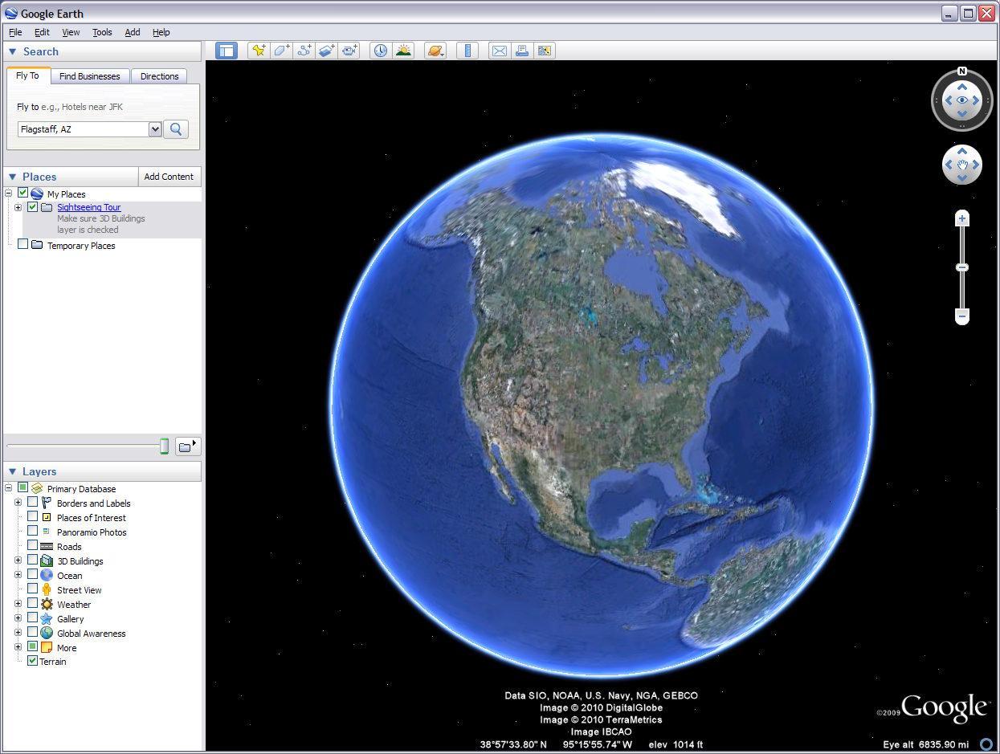 Google Earth
File Edit View Tools Add Help
Search
Fly To Find Businesses Directions
Fly to e.g., Hotels near JFK
Flagstaff, AZ
Places Add Content
My Places
Sightseeing Tour
Make sure 3D Buildings
layer is checked
Temporary Places
Layers
Primary Database
Borders and Labels
Places of Interest
Panoramio Photos
Roads
3D Buildings
Ocean
Street View
Weather
Gallery
Global Awareness
More
Terrain
N
Data SIO, NOAA, U.S. Navy, NGA, GEBCO
Image © 2010 DigitalGlobe
Image © 2010 TerraMetrics
Image IBCAO
©2009 Google™
38°57'33.80" N 95°15'55.74" W elev 1014 ft
Eye alt 6835.90 mi